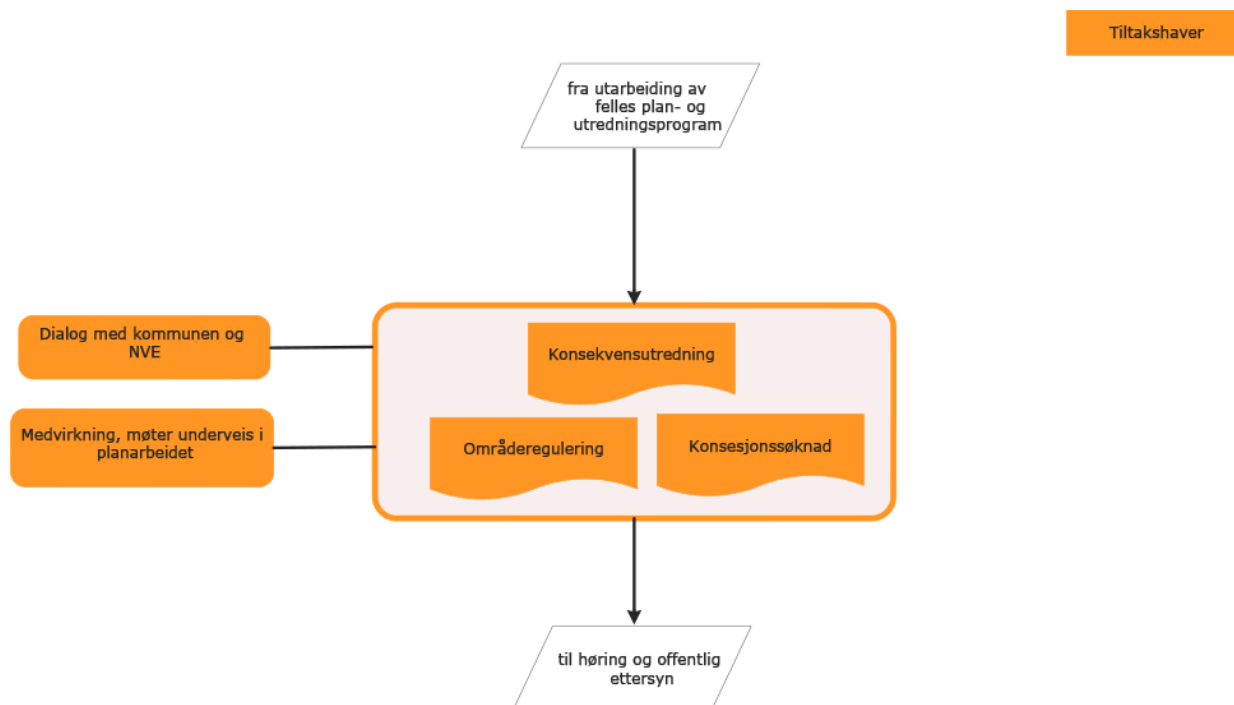 Tiltakshaver
fra utarbeiding av
felles plan- og
utredningsprogram
Dialog med kommunen og
NVE
Konsekvensutredning
Medvirkning, møter underveis i
planarbeidet
Områderegulering
Konsesjonssøknad
til høring og offentlig
ettersyn